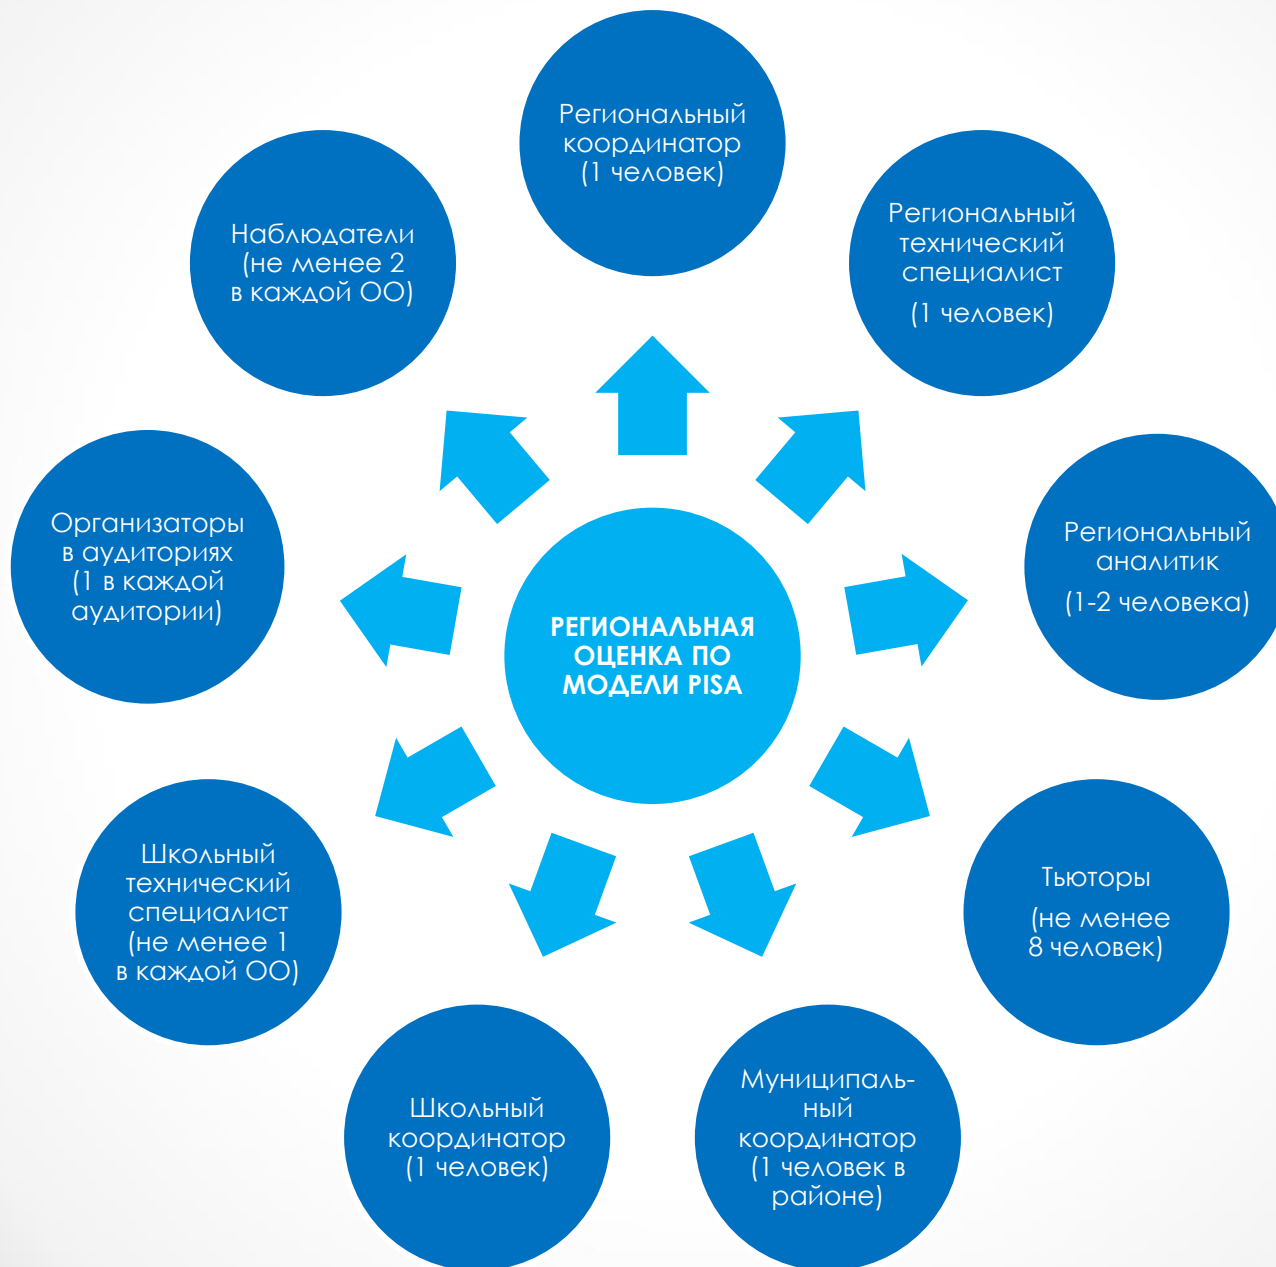 Региональный
координатор
(1 человек)
Региональный
технический
специалист
(1 человек)
Региональный
аналитик
(1-2 человека)
Тьюторы
(не менее
8 человек)
Муниципаль-
ный
координатор
(1 человек в
районе)
Школьный
координатор
(1 человек)
Школьный
технический
специалист
(не менее 1
в каждой ОО)
Организаторы
в аудиториях
(1 в каждой
аудитории)
Наблюдатели
(не менее 2
в каждой ОО)
РЕГИОНАЛЬНАЯ
ОЦЕНКА ПО
МОДЕЛИ PISA